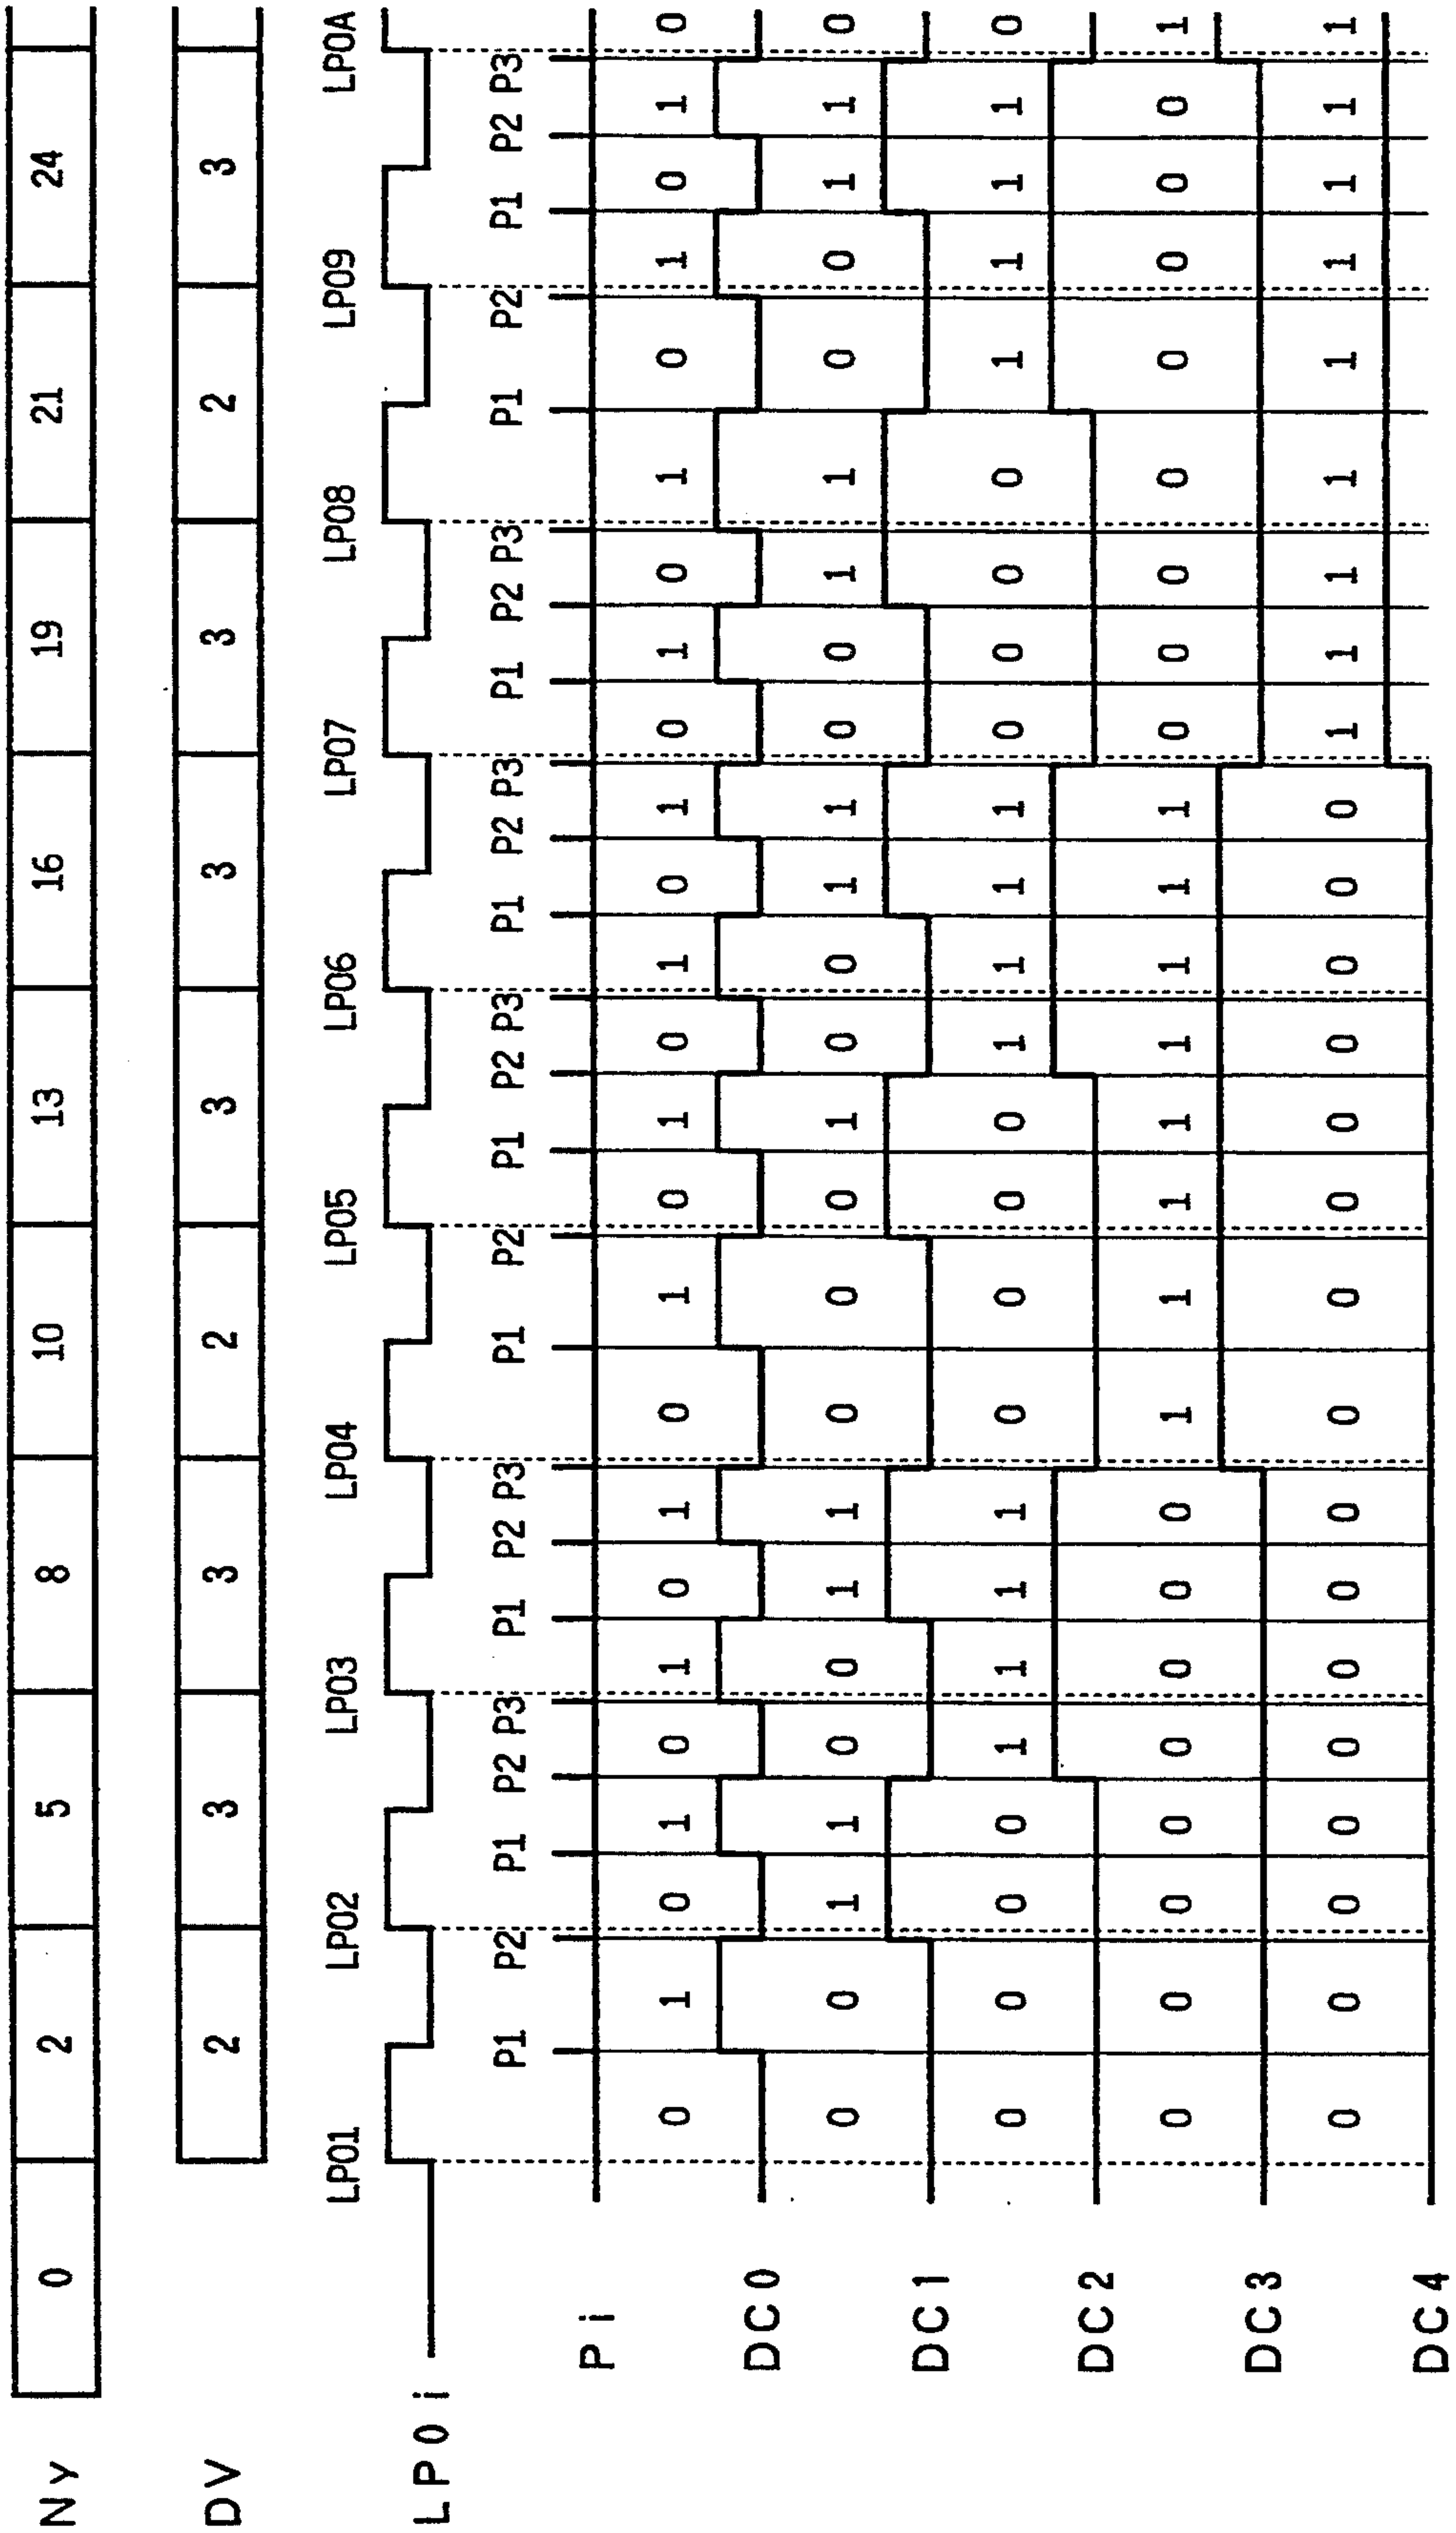 Ny 0 2 5 8 10 13 16 19 21 24
DV 2 3 3 2 3 3 3 2 3
LP01 LP02 LP03 LP04 LP05 LP06 LP07 LP08 LP09 LP0A
LP0i
P1 P2 P1 P2 P3 P1 P2 P3 P1 P2 P1 P2 P3 P1 P2 P3 P1 P2 P3 P1 P2 P1 P2 P3
Pi
0 1 0 1 0 1 0 1 0 1 0 1 0 1 0 1 0 1 0 1 0 1 0 1 0
DC0
0 0 1 1 0 0 1 1 0 0 0 1 0 0 1 1 0 0 1 1 0 0 1 1 0
DC1
0 0 0 0 1 1 1 1 0 0 0 0 1 1 1 1 0 0 0 0 1 1 1 1 0
DC2
0 0 0 0 0 0 0 0 1 1 1 1 1 1 1 1 0 0 0 0 0 0 0 0 1
DC3
0 0 0 0 0 0 0 0 0 0 0 0 0 0 0 0 1 1 1 1 1 1 1 1 1
DC4